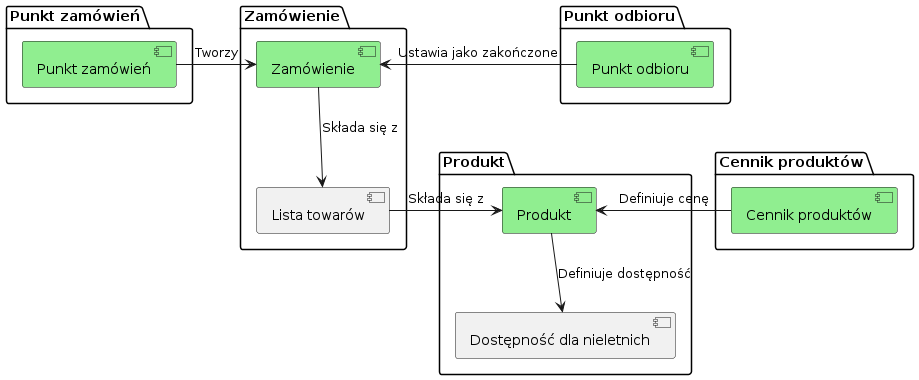 Punkt zamówień
Zamówienie
Punkt odbioru
Punkt zamówień
Tworzy
Zamówienie
Ustawia jako zakończone
Punkt odbioru
Składa się z
Produkt
Cennik produktów
Lista towarów
Składa się z
Produkt
Definiuje cenę
Cennik produktów
Definiuje dostępność
Dostępność dla nieletnich